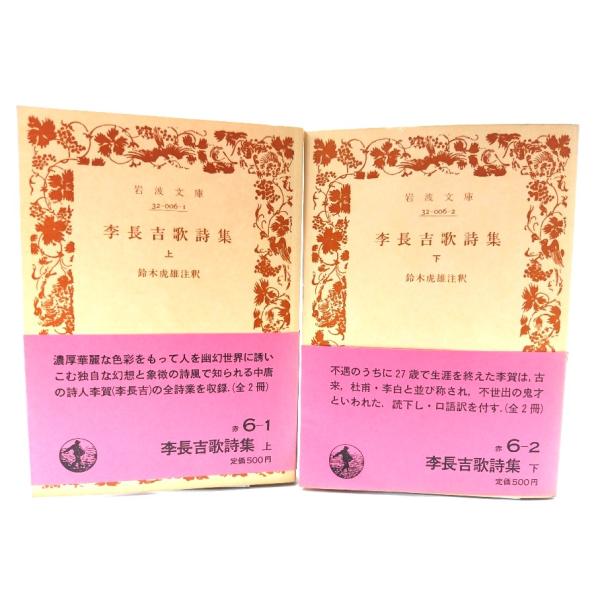 岩波文庫
32-006-1
李長吉歌詩集
上
鈴木虎雄注釈
濃厚華麗な色彩をもって人を幽幻世界に誘い
こむ独自な幻想と象徴の詩風で知られる中唐
の詩人李賀(李長吉)の全詩業を収録.(全2冊)
赤 6-1
李長吉歌詩集 上
定価500円
岩波文庫
32-006-2
李長吉歌詩集
下
鈴木虎雄注釈
不遇のうちに27歳で生涯を終えた李賀は,古
来,杜甫・李白と並び称され,不世出の鬼才
といわれた.読下し・口語訳を付す.(全2冊)
赤 6-2
李長吉歌詩集 下
定価500円